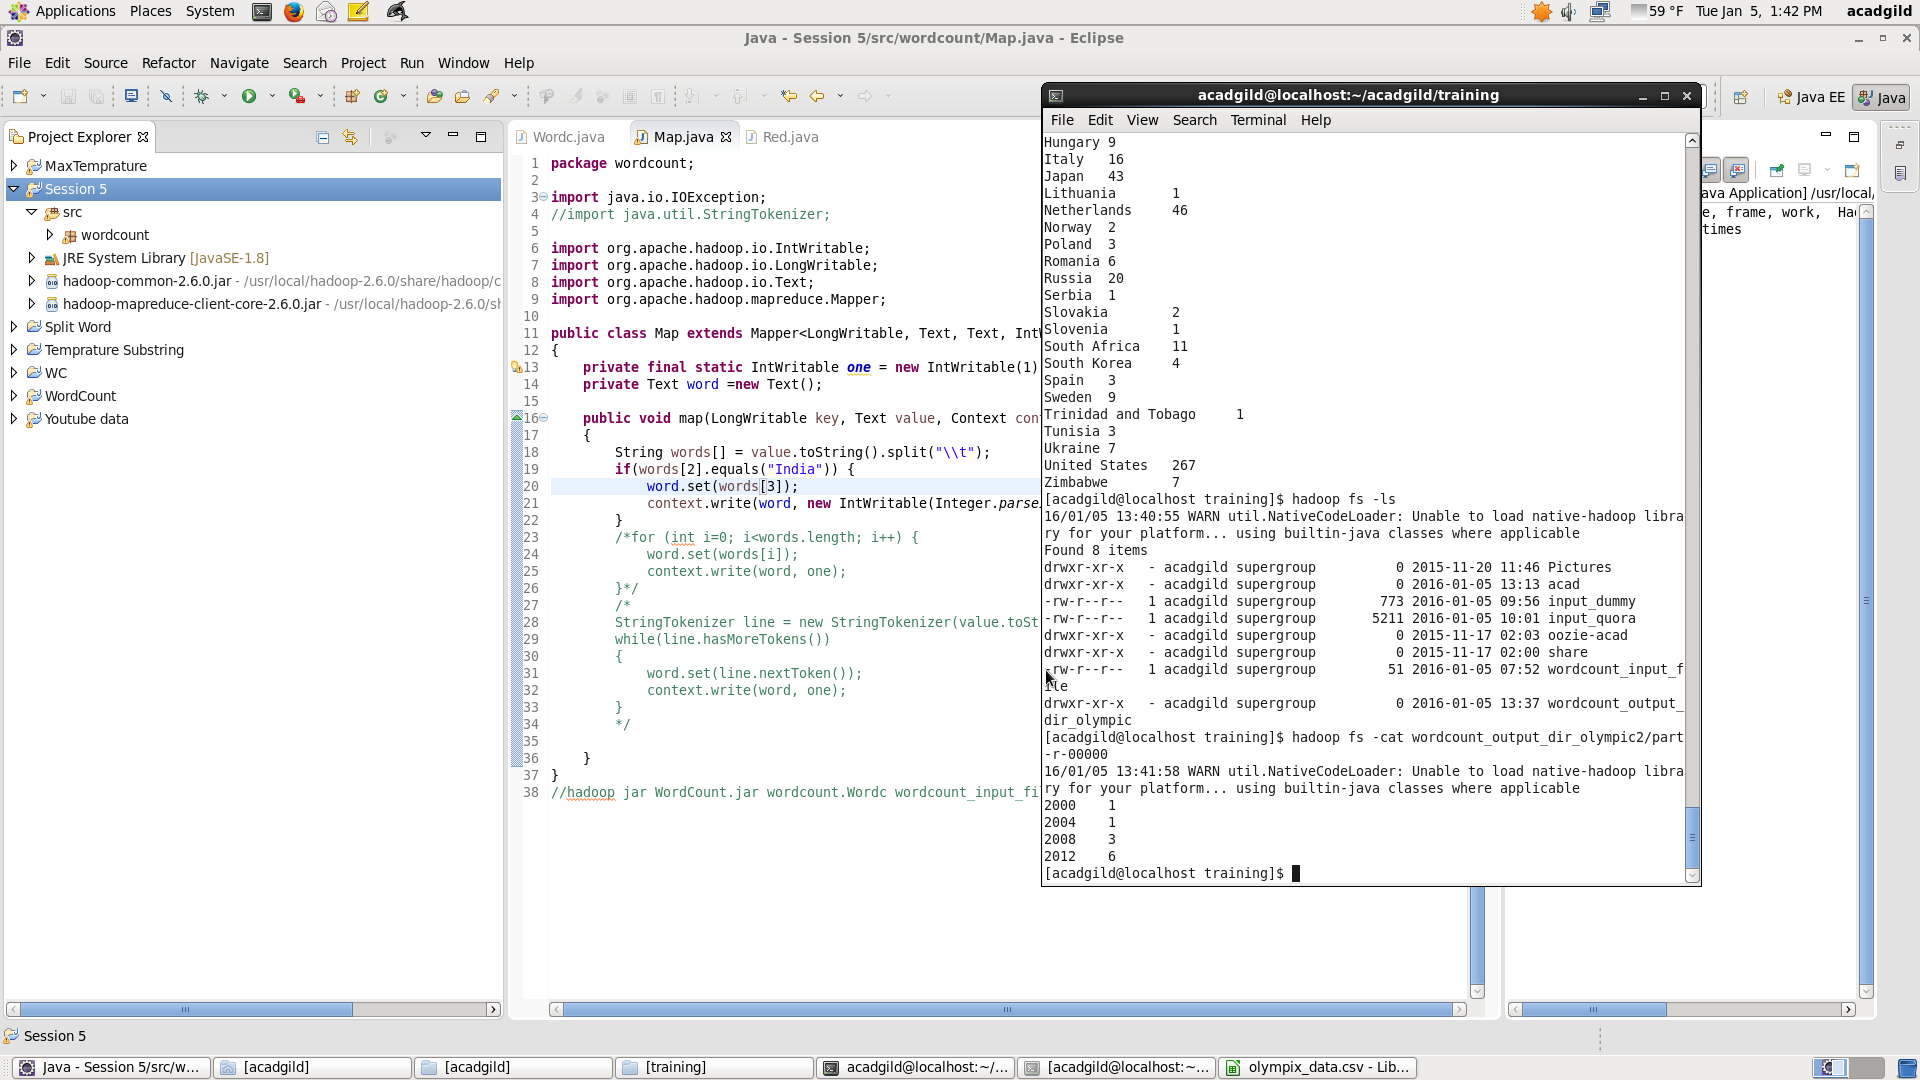 Applications Places System 59 °F Tue Jan 5, 1:42 PM acadgild
Java - Session 5/src/wordcount/Map.java - Eclipse
File Edit Source Refactor Navigate Search Project Run Window Help
Java EE Java
Project Explorer
MaxTemprature
Session 5
src
wordcount
JRE System Library [JavaSE-1.8]
hadoop-common-2.6.0.jar - /usr/local/hadoop-2.6.0/share/hadoop/c
hadoop-mapreduce-client-core-2.6.0.jar - /usr/local/hadoop-2.6.0/sh
Split Word
Temprature Substring
WC
WordCount
Youtube data
Wordc.java Map.java Red.java
1 package wordcount;
2
3 import java.io.IOException;
4 //import java.util.StringTokenizer;
5
6 import org.apache.hadoop.io.IntWritable;
7 import org.apache.hadoop.io.LongWritable;
8 import org.apache.hadoop.io.Text;
9 import org.apache.hadoop.mapreduce.Mapper;
10
11 public class Map extends Mapper<LongWritable, Text, Text, Int
12 {
13 private final static IntWritable one = new IntWritable(1)
14 private Text word =new Text();
15
16 public void map(LongWritable key, Text value, Context con
17 {
18 String words[] = value.toString().split("\\t");
19 if(words[2].equals("India")) {
20 word.set(words[3]);
21 context.write(word, new IntWritable(Integer.parse
22 }
23 /*for (int i=0; i<words.length; i++) {
24 word.set(words[i]);
25 context.write(word, one);
26 }*/
27 /*
28 StringTokenizer line = new StringTokenizer(value.toSt
29 while(line.hasMoreTokens())
30 {
31 word.set(line.nextToken());
32 context.write(word, one);
33 }
34 */
35
36 }
37 }
38 //hadoop jar WordCount.jar wordcount.Wordc wordcount_input_fi
acadgild@localhost:~/acadgild/training
File Edit View Search Terminal Help
Hungary 9
Italy 16
Japan 43
Lithuania 1
Netherlands 46
Norway 2
Poland 3
Romania 6
Russia 20
Serbia 1
Slovakia 2
Slovenia 1
South Africa 11
South Korea 4
Spain 3
Sweden 9
Trinidad and Tobago 1
Tunisia 3
Ukraine 7
United States 267
Zimbabwe 7
[acadgild@localhost training]$ hadoop fs -ls
16/01/05 13:40:55 WARN util.NativeCodeLoader: Unable to load native-hadoop libra
ry for your platform... using builtin-java classes where applicable
Found 8 items
drwxr-xr-x - acadgild supergroup 0 2015-11-20 11:46 Pictures
drwxr-xr-x - acadgild supergroup 0 2016-01-05 13:13 acad
-rw-r--r-- 1 acadgild supergroup 773 2016-01-05 09:56 input_dummy
-rw-r--r-- 1 acadgild supergroup 5211 2016-01-05 10:01 input_quora
drwxr-xr-x - acadgild supergroup 0 2015-11-17 02:03 oozie-acad
drwxr-xr-x - acadgild supergroup 0 2015-11-17 02:00 share
-rw-r--r-- 1 acadgild supergroup 51 2016-01-05 07:52 wordcount_input_f
ile
drwxr-xr-x - acadgild supergroup 0 2016-01-05 13:37 wordcount_output_
dir_olympic
[acadgild@localhost training]$ hadoop fs -cat wordcount_output_dir_olympic2/part
-r-00000
16/01/05 13:41:58 WARN util.NativeCodeLoader: Unable to load native-hadoop libra
ry for your platform... using builtin-java classes where applicable
2000 1
2004 1
2008 3
2012 6
[acadgild@localhost training]$
ava Application] /usr/local/
e, frame, work, Ha
times
Session 5
Java - Session 5/src/w... [acadgild] [acadgild] [training] acadgild@localhost:~/... [acadgild@localhost:~... olympix_data.csv - Lib...